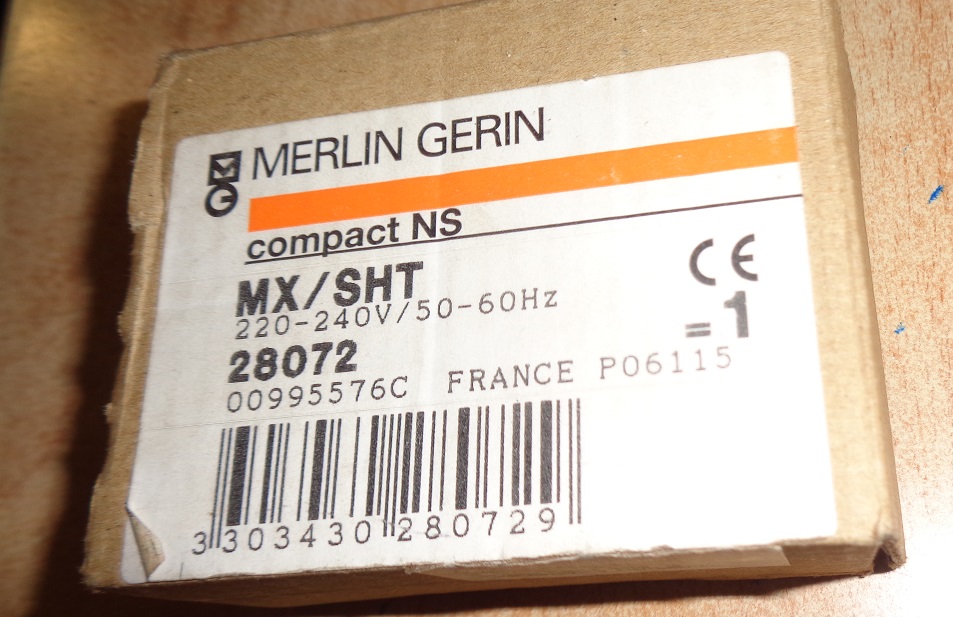 MG MERLIN GERIN
compact NS
MX/SHT
220-240V/50-60Hz
CE
28072
=1
00995576C FRANCE P06115
3 303430 280729